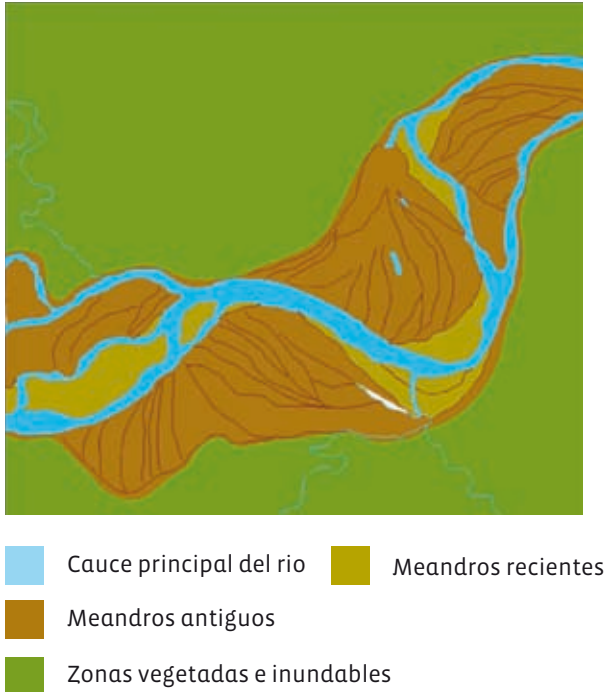 Cauce principal del rio
Meandros recientes
Meandros antiguos
Zonas vegetadas e inundables